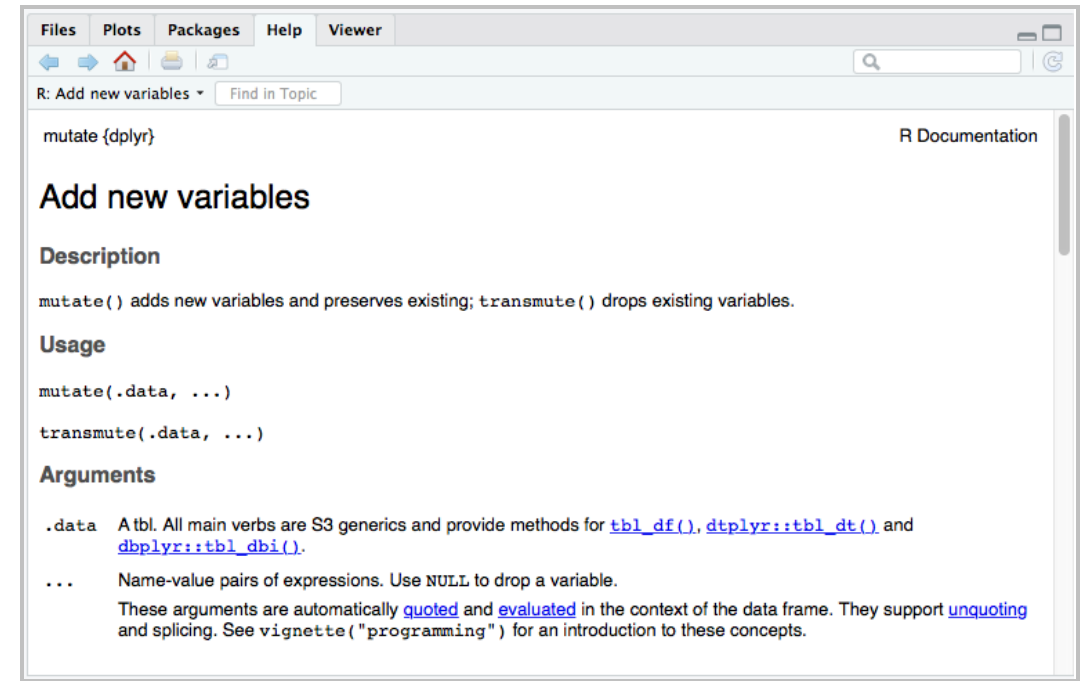 Files Plots Packages Help Viewer
R: Add new variables Find in Topic
mutate {dplyr} R Documentation
Add new variables
Description
mutate() adds new variables and preserves existing; transmute() drops existing variables.
Usage
mutate(.data, ...)
transmute(.data, ...)
Arguments
.data A tbl. All main verbs are S3 generics and provide methods for tbl_df(), dtplyr::tbl_dt() and
dbplyr::tbl_dbi().
... Name-value pairs of expressions. Use NULL to drop a variable.
These arguments are automatically quoted and evaluated in the context of the data frame. They support unquoting
and splicing. See vignette("programming") for an introduction to these concepts.